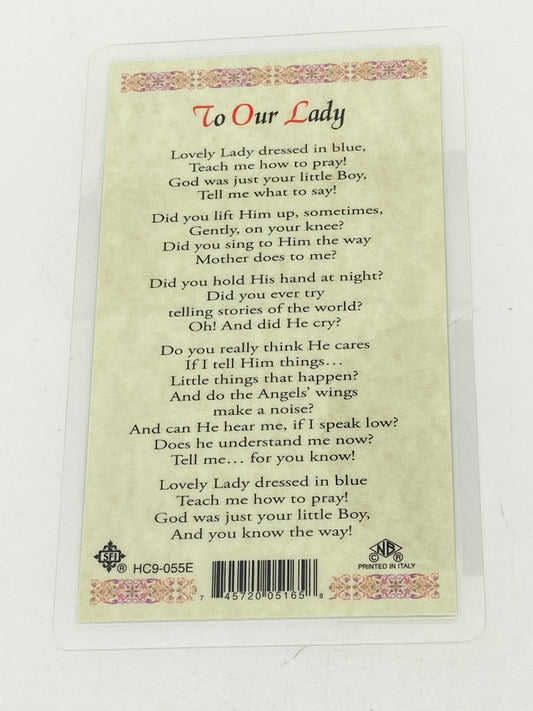 To Our Lady
Lovely Lady dressed in blue,
Teach me how to pray!
God was just your little Boy,
Tell me what to say!
Did you lift Him up, sometimes,
Gently, on your knee?
Did you sing to Him the way
Mother does to me?
Did you hold His hand at night?
Did you ever try
telling stories of the world?
Oh! And did He cry?
Do you really think He cares
If I tell Him things...
Little things that happen?
And do the Angels' wings
make a noise?
And can He hear me, if I speak low?
Does he understand me now?
Tell me... for you know!
Lovely Lady dressed in blue
Teach me how to pray!
God was just your little Boy,
And you know the way!
SFI ® HC9-055E
7 45720 05165 8
NB
C R
PRINTED IN ITALY